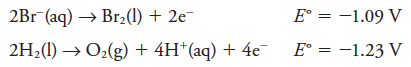 2Br⁻(aq) → Br₂(l) + 2e⁻ E° = −1.09 V
2H₂(l) → O₂(g) + 4H⁺(aq) + 4e⁻ E° = −1.23 V